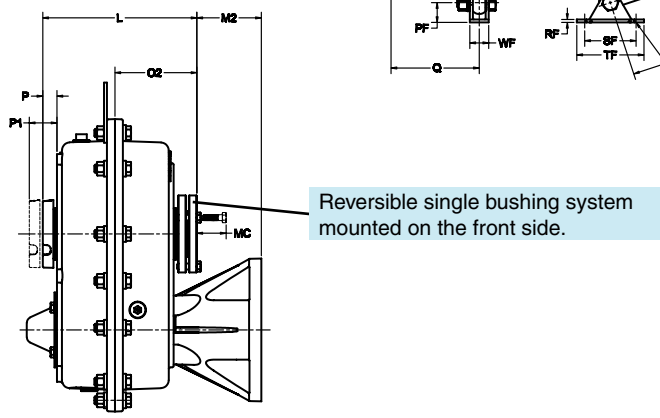 L
M2
PF
WF
RF
SF
TF
Q
O2
P
P1
MC
Reversible single bushing system
mounted on the front side.